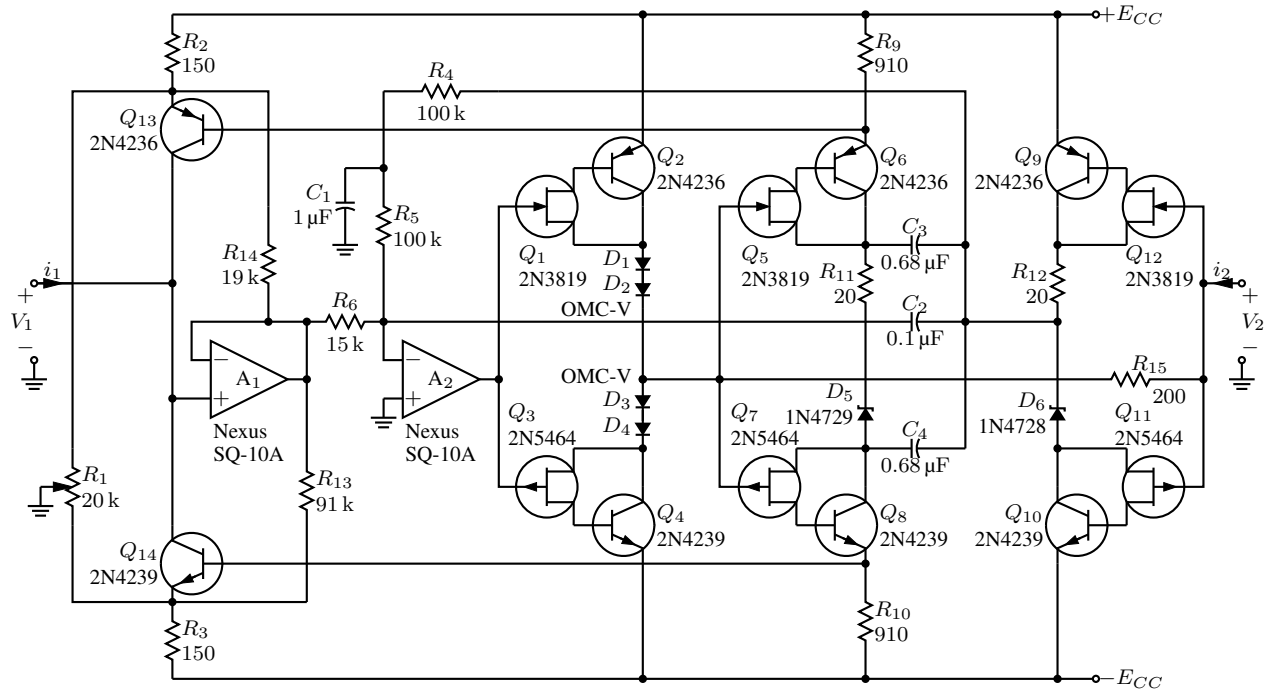 +E_CC
R_2
150
R_9
910
R_4
100 k
Q_13
2N4236
Q_2
2N4236
Q_6
2N4236
Q_9
2N4236
C_1
1 µF
R_5
100 k
Q_1
2N3819
Q_5
2N3819
Q_12
2N3819
C_3
0.68 µF
R_14
19 k
D_1
D_2
OMC-V
R_11
20
R_12
20
i_1
+
V_1
−
i_2
+
V_2
−
R_6
15 k
C_2
0.1 µF
−
+
A_1
Nexus
SQ-10A
−
+
A_2
Nexus
SQ-10A
OMC-V
D_3
D_4
R_15
200
D_5
1N4729
D_6
1N4728
Q_3
2N5464
Q_7
2N5464
Q_11
2N5464
C_4
0.68 µF
R_1
20 k
R_13
91 k
Q_4
2N4239
Q_8
2N4239
Q_10
2N4239
Q_14
2N4239
R_3
150
R_10
910
−E_CC